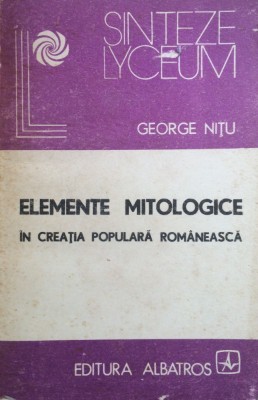 SINTEZE
LYCEUM
GEORGE NIȚU
ELEMENTE MITOLOGICE
ÎN CREAȚIA POPULARĂ ROMÂNEASCĂ
EDITURA ALBATROS